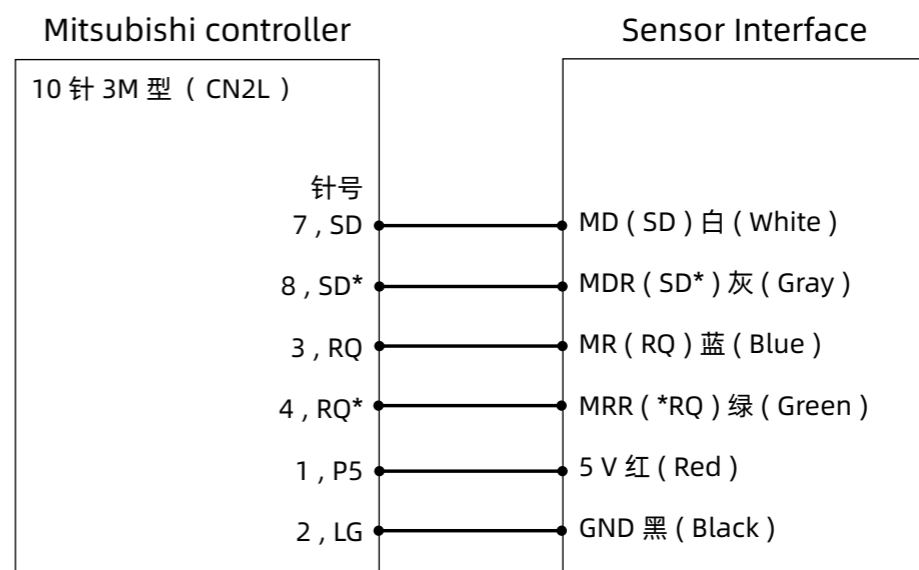 Mitsubishi controller
Sensor Interface
10 针 3M 型 ( CN2L )
针号
7 , SD
MD ( SD ) 白 ( White )
8 , SD*
MDR ( SD* ) 灰 ( Gray )
3 , RQ
MR ( RQ ) 蓝 ( Blue )
4 , RQ*
MRR ( *RQ ) 绿 ( Green )
1 , P5
5 V 红 ( Red )
2 , LG
GND 黑 ( Black )